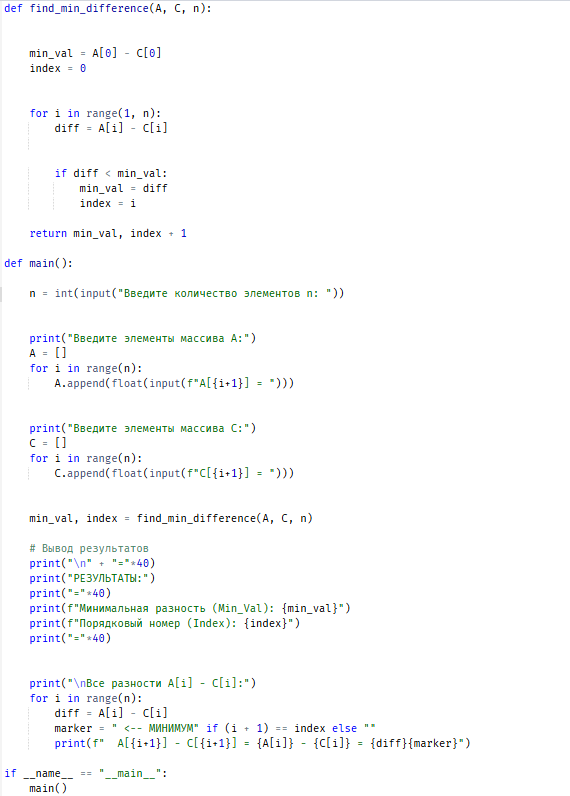 def find_min_difference(A, C, n):
    min_val = A[0] - C[0]
    index = 0
    for i in range(1, n):
        diff = A[i] - C[i]
        if diff < min_val:
            min_val = diff
            index = i
    return min_val, index + 1
def main():
    n = int(input("Введите количество элементов n: "))
    print("Введите элементы массива A:")
    A = []
    for i in range(n):
        A.append(float(input(f"A[{i+1}] = ")))
    print("Введите элементы массива C:")
    C = []
    for i in range(n):
        C.append(float(input(f"C[{i+1}] = ")))
    min_val, index = find_min_difference(A, C, n)
    # Вывод результатов
    print("\n" + "="*40)
    print("РЕЗУЛЬТАТЫ:")
    print("="*40)
    print(f"Минимальная разность (Min_Val): {min_val}")
    print(f"Порядковый номер (Index): {index}")
    print("="*40)
    print("\nВсе разности A[i] - C[i]:")
    for i in range(n):
        diff = A[i] - C[i]
        marker = " <-- МИНИМУМ" if (i + 1) == index else ""
        print(f"  A[{i+1}] - C[{i+1}] = {A[i]} - {C[i]} = {diff}{marker}")
if __name__ == "__main__":
    main()